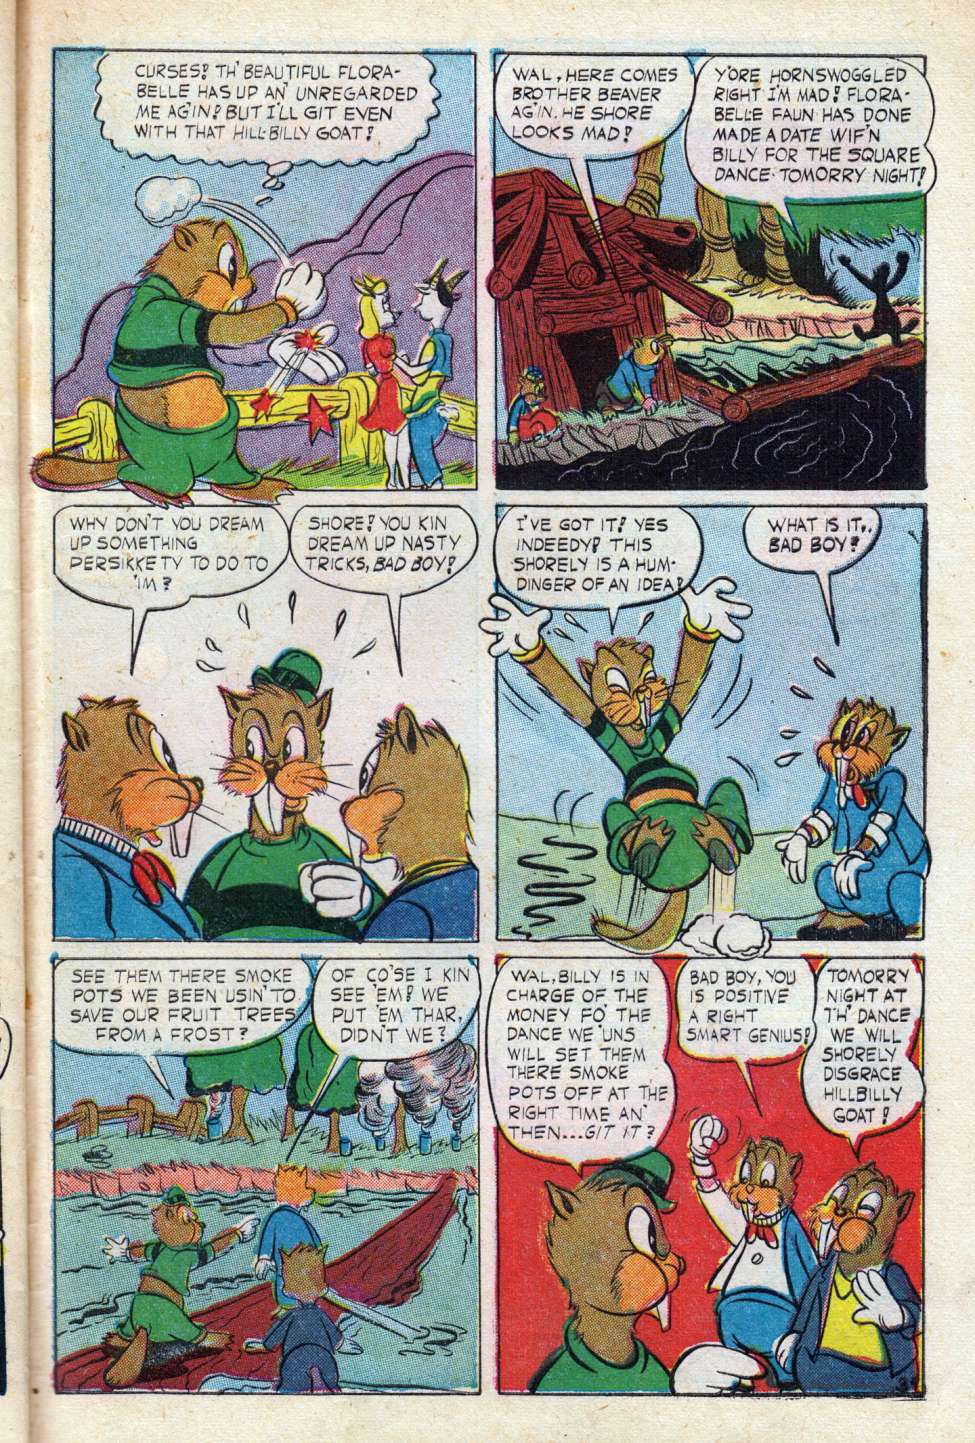 CURSES! TH' BEAUTIFUL FLORA-
BELLE HAS UP AN' UNREGARDED
ME AG'IN! BUT I'LL GIT EVEN
WITH THAT HILL-BILLY GOAT!
WAL, HERE COMES
BROTHER BEAVER
AG'IN. HE SHORE
LOOKS MAD!
Y'ORE HORNSWOGGLED
RIGHT I'M MAD! FLORA-
BELLE FAUN HAS DONE
MADE A DATE WIF'N
BILLY FOR THE SQUARE
DANCE TOMORRY NIGHT!
WHY DON'T YOU DREAM
UP SOMETHING
PERSIKKETY TO DO TO
'IM?
SHORE! YOU KIN
DREAM UP NASTY
TRICKS, BAD BOY!
I'VE GOT IT! YES
INDEEDY! THIS
SHORELY IS A HUM-
DINGER OF AN IDEA!
WHAT IS IT,,
BAD BOY?
SEE THEM THERE SMOKE
POTS WE BEEN USIN' TO
SAVE OUR FRUIT TREES
FROM A FROST?
OF CO'SE I KIN
SEE 'EM! WE
PUT 'EM THAR,
DIDN'T WE?
WAL, BILLY IS IN
CHARGE OF THE
MONEY FO' THE
DANCE WE'UNS
WILL SET THEM
THERE SMOKE
POTS OFF AT THE
RIGHT TIME AN'
THEN...GIT IT?
BAD BOY, YOU
IS POSITIVE
A RIGHT
SMART GENIUS!
TOMORRY
NIGHT AT
TH' DANCE
WE WILL
SHORELY
DISGRACE
HILLBILLY
GOAT!
3